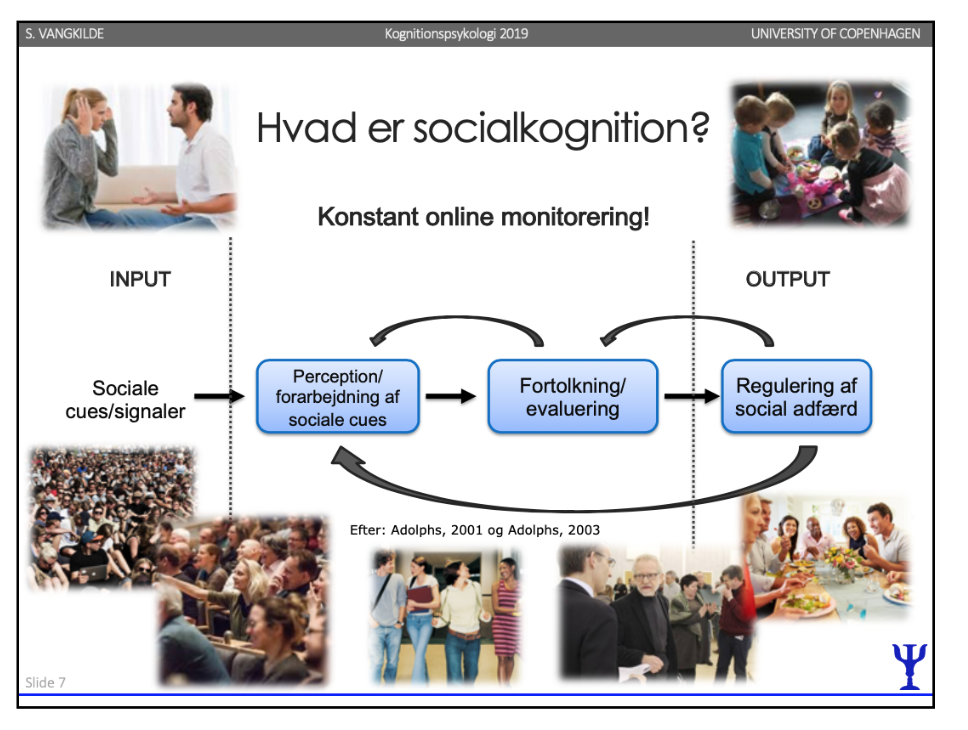 S. VANGKILDE
Kognitionspsykologi 2019
UNIVERSITY OF COPENHAGEN
Hvad er socialkognition?
Konstant online monitorering!
INPUT
OUTPUT
Sociale
cues/signaler
Perception/
forarbejdning af
sociale cues
Fortolkning/
evaluering
Regulering af
social adfærd
Efter: Adolphs, 2001 og Adolphs, 2003
Ψ
Slide 7